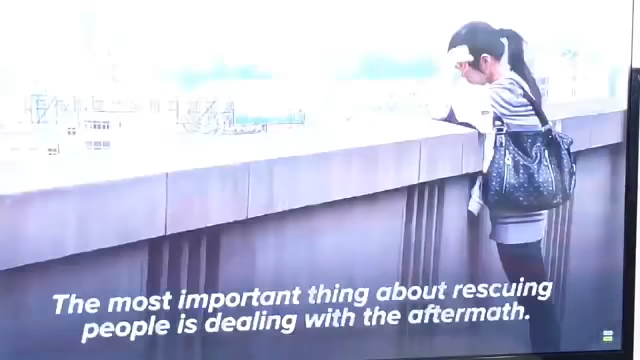 The most important thing about rescuing
people is dealing with the aftermath.